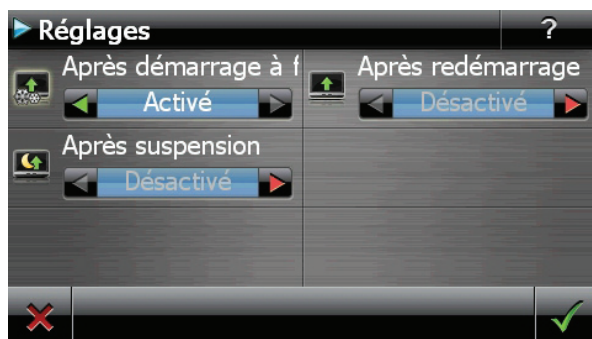 Réglages
?
Après démarrage à f
Activé
Après redémarrage
Désactivé
Après suspension
Désactivé